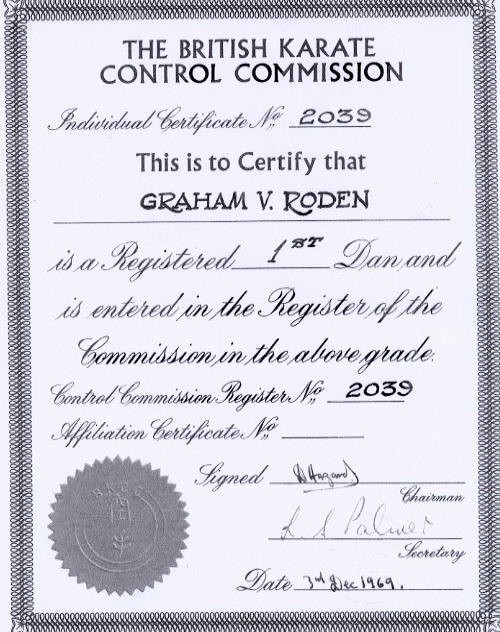 THE BRITISH KARATE
CONTROL COMMISSION
Individual Certificate No 2039
This is to Certify that
GRAHAM V. RODEN
is a Registered 1ST Dan and
is entered in the Register of the
Commission in the above grade.
Control Commission Register No 2039
Affiliation Certificate No
Signed
Chairman
K. S Palmer
Secretary
Date 3rd Dec 1969.